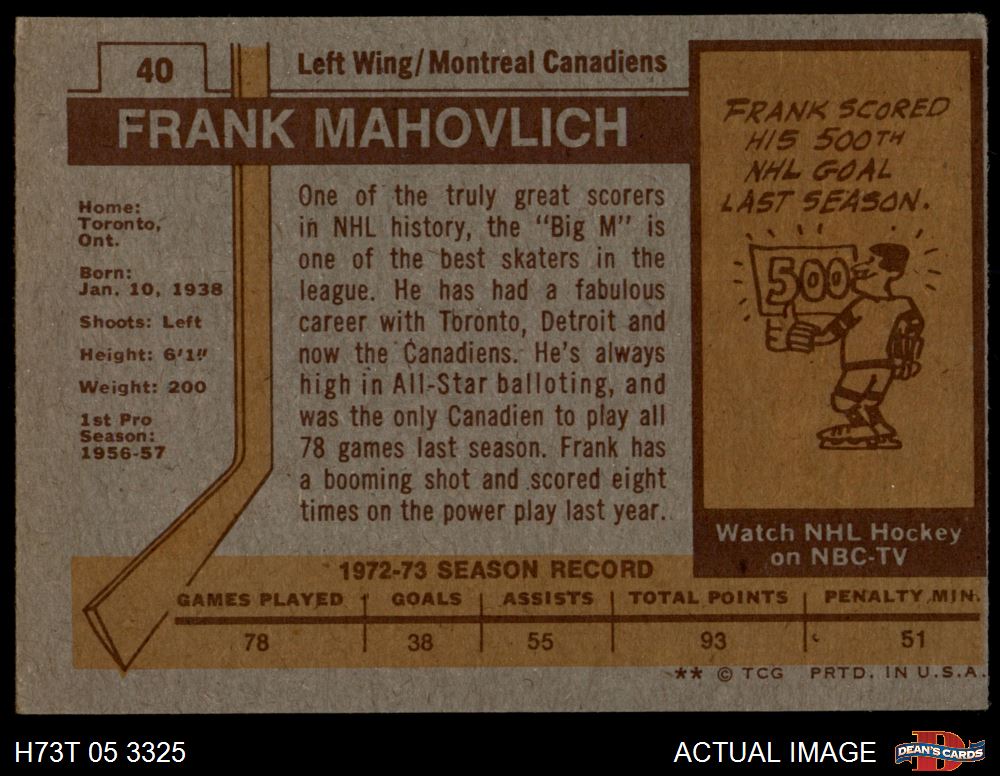 40
Left Wing/Montreal Canadiens
FRANK MAHOVLICH
Home:
Toronto,
Ont.
Born:
Jan. 10, 1938
Shoots: Left
Height: 6'1"
Weight: 200
1st Pro
Season:
1956-57
One of the truly great scorers
in NHL history, the "Big M" is
one of the best skaters in the
league. He has had a fabulous
career with Toronto, Detroit and
now the Canadiens. He's always
high in All-Star balloting, and
was the only Canadien to play all
78 games last season. Frank has
a booming shot and scored eight
times on the power play last year.
FRANK SCORED
HIS 500TH
NHL GOAL
LAST SEASON.
500
Watch NHL Hockey
on NBC-TV
1972-73 SEASON RECORD
GAMES PLAYED GOALS ASSISTS TOTAL POINTS PENALTY MIN.
78 38 55 93 51
** © TCG PRTD. IN U.S.A.
H73T 05 3325
ACTUAL IMAGE
DEAN'S CARDS